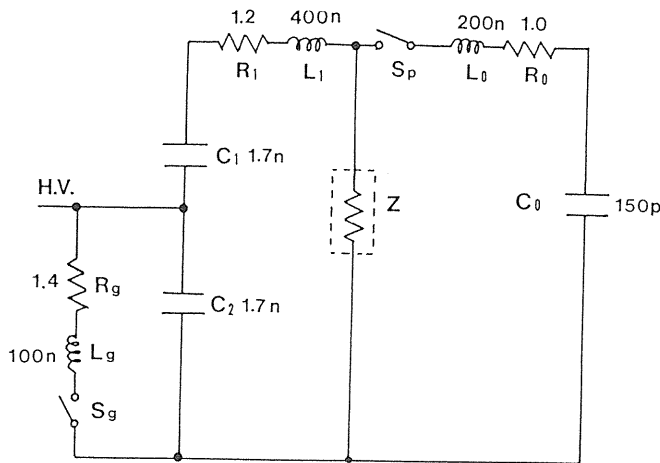 400n
200n 1.0
1.2
R1 L1 Sp L0 R0
C1 1.7n
H.V.
Z
C0 150p
1.4 Rg
C2 1.7n
100n Lg
Sg